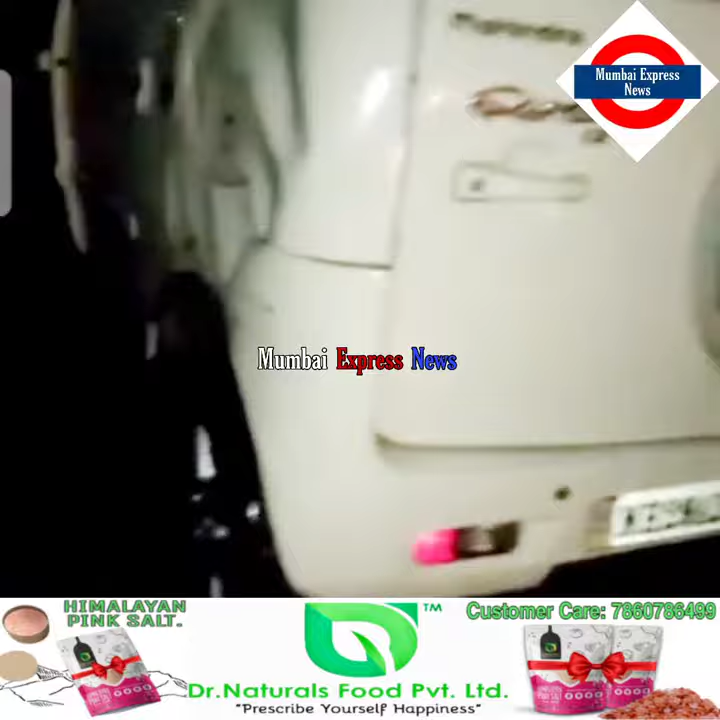 Mahindra
Mumbai Express
News
Mumbai Express News
HIMALAYAN
PINK SALT.
TM
Customer Care: 7860786499
Dr.Naturals Food Pvt. Ltd.
"Prescribe Yourself Happiness"